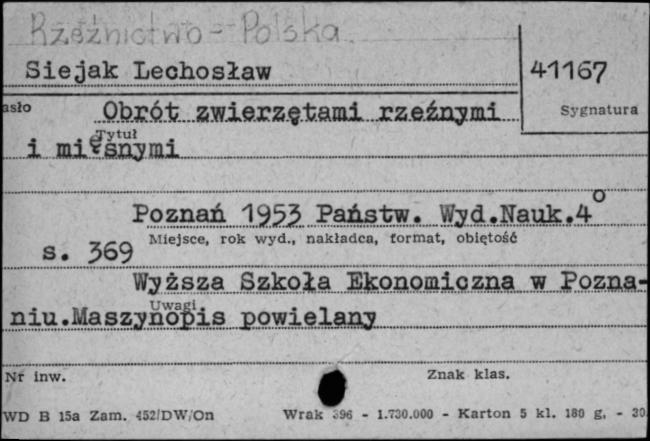 Rzeźnictwo - Polska
Siejak Lechosław
41167
asło
Obrót zwierzętami rzeźnymi
Sygnatura
Tytuł
i mięsnymi
Poznań 1953 Państw. Wyd.Nauk.4°
Miejsce, rok wyd., nakładca, format, obiętość
s. 369
Wyższa Szkoła Ekonomiczna w Pozna-
Uwagi
niu.Maszynopis powielany
Nr inw.
Znak klas.
WD B 15a Zam. 452/DW/On
Wrak 396 - 1.730.000 - Karton 5 kl. 180 g. - 30